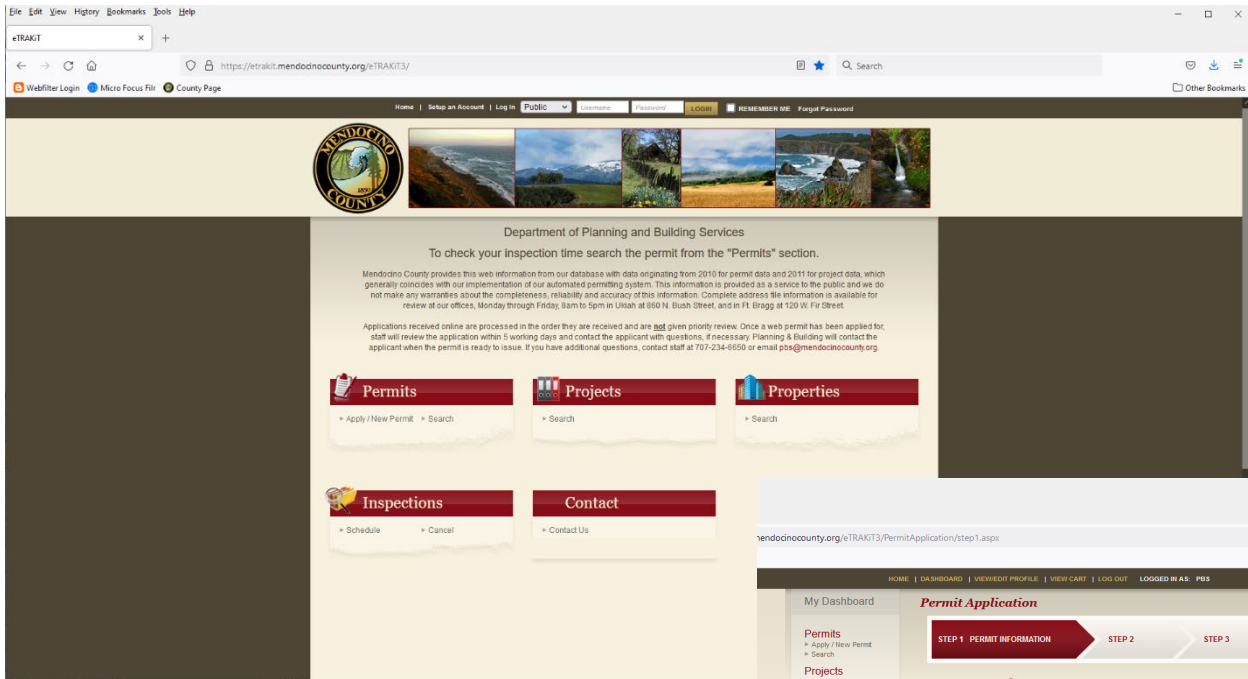 File Edit View History Bookmarks Tools Help
eTRAKiT
https://etrakit.mendocinocounty.org/eTRAKiT3/
Search
Webfilter Login Micro Focus Filr County Page
Other Bookmarks
Home | Setup an Account | Log In Public Username Password LOGIN REMEMBER ME Forgot Password
MENDOCINO
1850
COUNTY
Department of Planning and Building Services
To check your inspection time search the permit from the "Permits" section.
Mendocino County provides this web information from our database with data originating from 2010 for permit data and 2011 for project data, which
generally coincides with our implementation of our automated permitting system. This information is provided as a service to the public and we do
not make any warranties about the completeness, reliability and accuracy of this information. Complete address file information is available for
review at our offices, Monday through Friday, 8am to 5pm in Ukiah at 860 N. Bush Street, and in Ft. Bragg at 120 W. Fir Street.
Applications received online are processed in the order they are received and are not given priority review. Once a web permit has been applied for,
staff will review the application within 5 working days and contact the applicant with questions, if necessary. Planning & Building will contact the
applicant when the permit is ready to issue. If you have additional questions, contact staff at 707-234-6650 or email pbs@mendocinocounty.org.
Permits
Apply / New Permit Search
Projects
Search
Properties
Search
Inspections
Schedule Cancel
Contact
Contact Us
mendocinocounty.org/eTRAKiT3/PermitApplication/step1.aspx
HOME | DASHBOARD | VIEW/EDIT PROFILE | VIEW CART | LOG OUT LOGGED IN AS: PBS
My Dashboard
Permits
Apply / New Permit
Search
Projects
Permit Application
STEP 1 PERMIT INFORMATION STEP 2 STEP 3